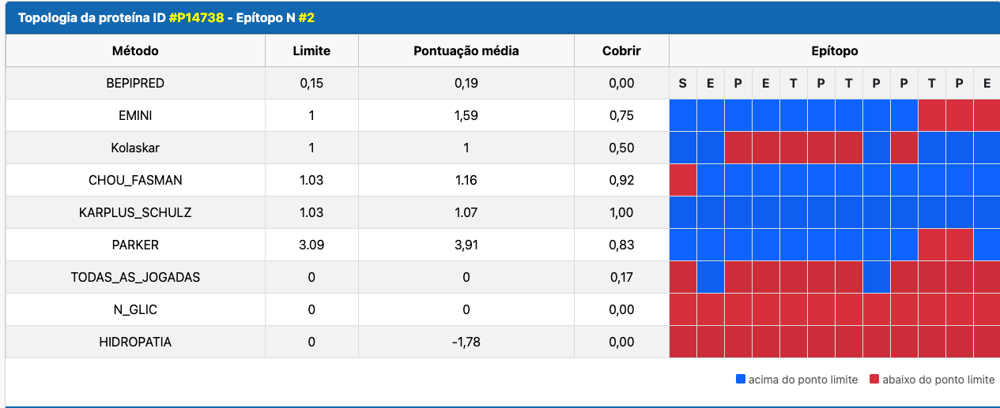 Topologia da proteína ID #P14738 - Epítopo N #2
Método Limite Pontuação média Cobrir Epítopo
BEPIPRED 0,15 0,19 0,00 S E P E T P T P P T P E
EMINI 1 1,59 0,75
Kolaskar 1 1 0,50
CHOU_FASMAN 1.03 1.16 0,92
KARPLUS_SCHULZ 1.03 1.07 1,00
PARKER 3.09 3,91 0,83
TODAS_AS_JOGADAS 0 0 0,17
N_GLIC 0 0 0,00
HIDROPATIA 0 -1,78 0,00
acima do ponto limite abaixo do ponto limite